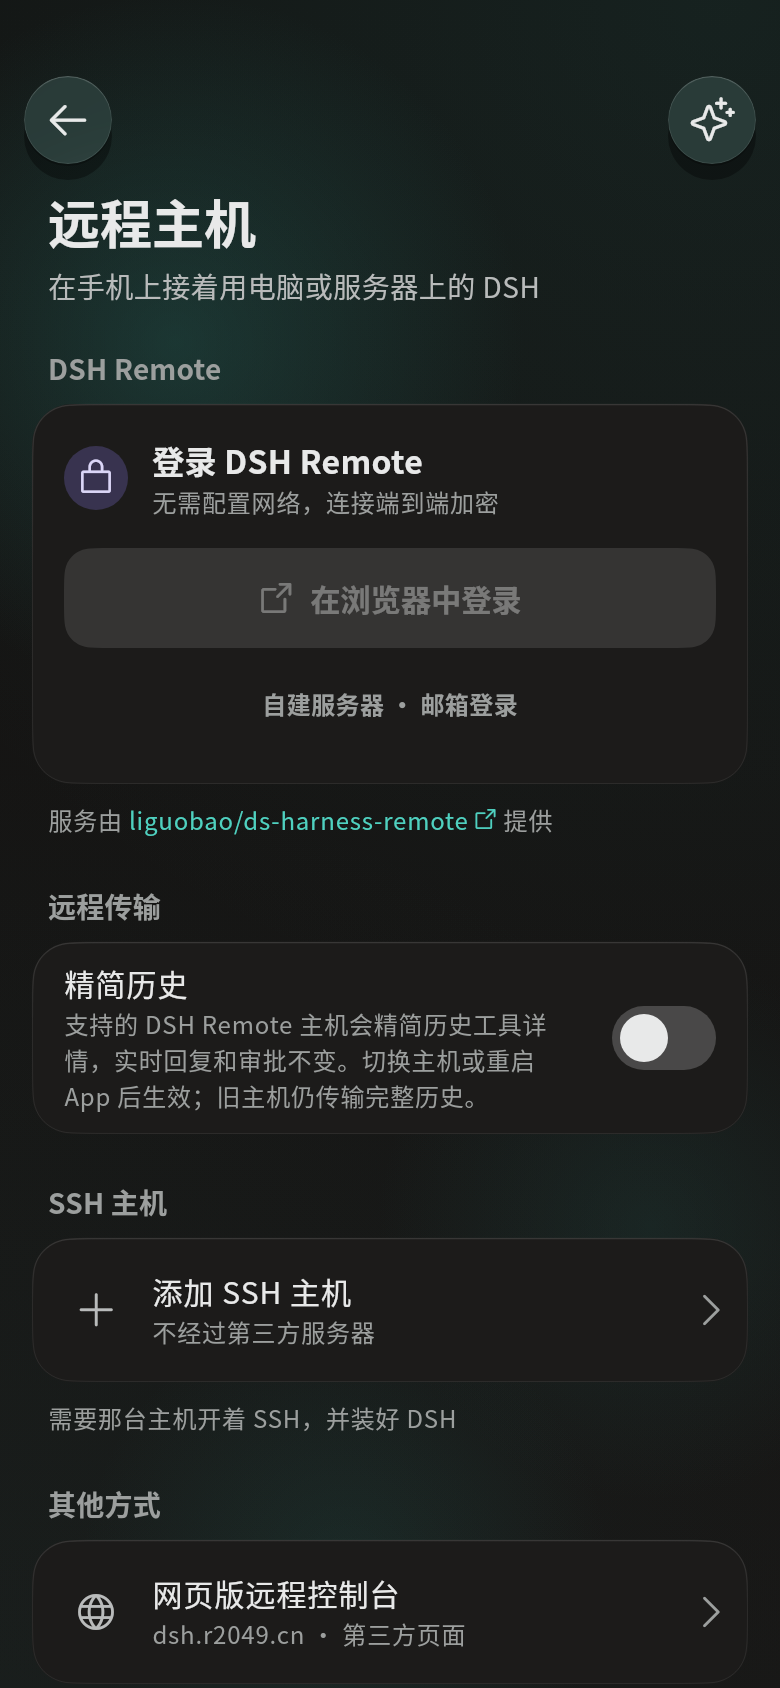 远程主机
在手机上接着用电脑或服务器上的 DSH
DSH Remote
登录 DSH Remote
无需配置网络，连接端到端加密
在浏览器中登录
自建服务器 · 邮箱登录
服务由 liguobao/ds-harness-remote 提供
远程传输
精简历史
支持的 DSH Remote 主机会精简历史工具详
情，实时回复和审批不变。切换主机或重启
App 后生效；旧主机仍传输完整历史。
SSH 主机
添加 SSH 主机
不经过第三方服务器
需要那台主机开着 SSH，并装好 DSH
其他方式
网页版远程控制台
dsh.r2049.cn · 第三方页面